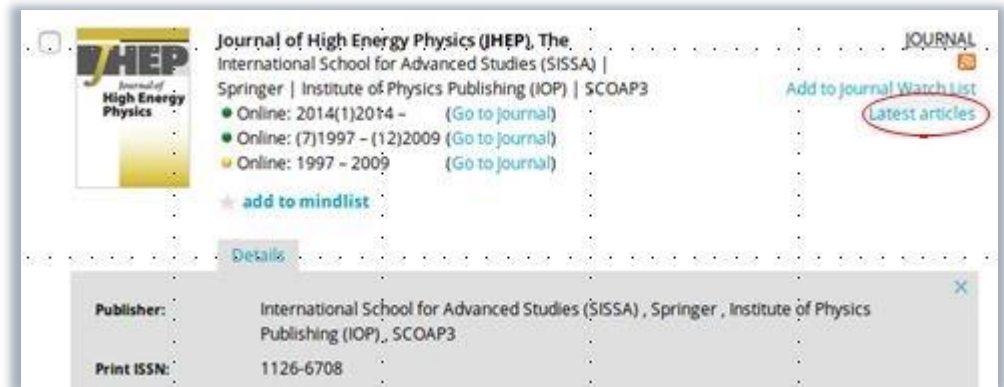 JHEP
Journal of
High Energy
Physics
Journal of High Energy Physics (JHEP), The
International School for Advanced Studies (SISSA) |
Springer | Institute of Physics Publishing (IOP) | SCOAP3
Online: 2014(1)2014 – (Go to Journal)
Online: (7)1997 – (12)2009 (Go to Journal)
Online: 1997 – 2009 (Go to Journal)
add to mindlist
JOURNAL
Add to Journal Watch List
Latest articles
Details
×
Publisher: International School for Advanced Studies (SISSA) , Springer , Institute of Physics
Publishing (IOP) , SCOAP3
Print ISSN: 1126-6708